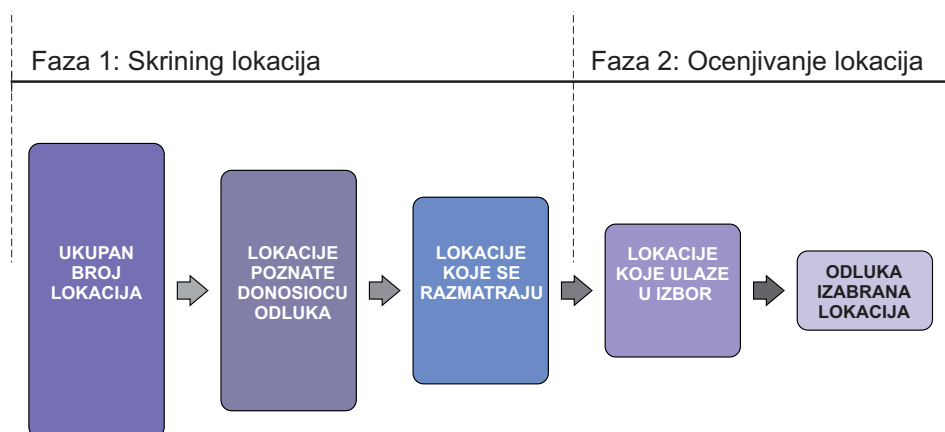 Faza 1: Skrining lokacija
Faza 2: Ocenjivanje lokacija
UKUPAN
BROJ
LOKACIJA
LOKACIJE
POZNATE
DONOSIOCU
ODLUKA
LOKACIJE
KOJE SE
RAZMATRAJU
LOKACIJE
KOJE ULAZE
U IZBOR
ODLUKA
IZABRANA
LOKACIJA